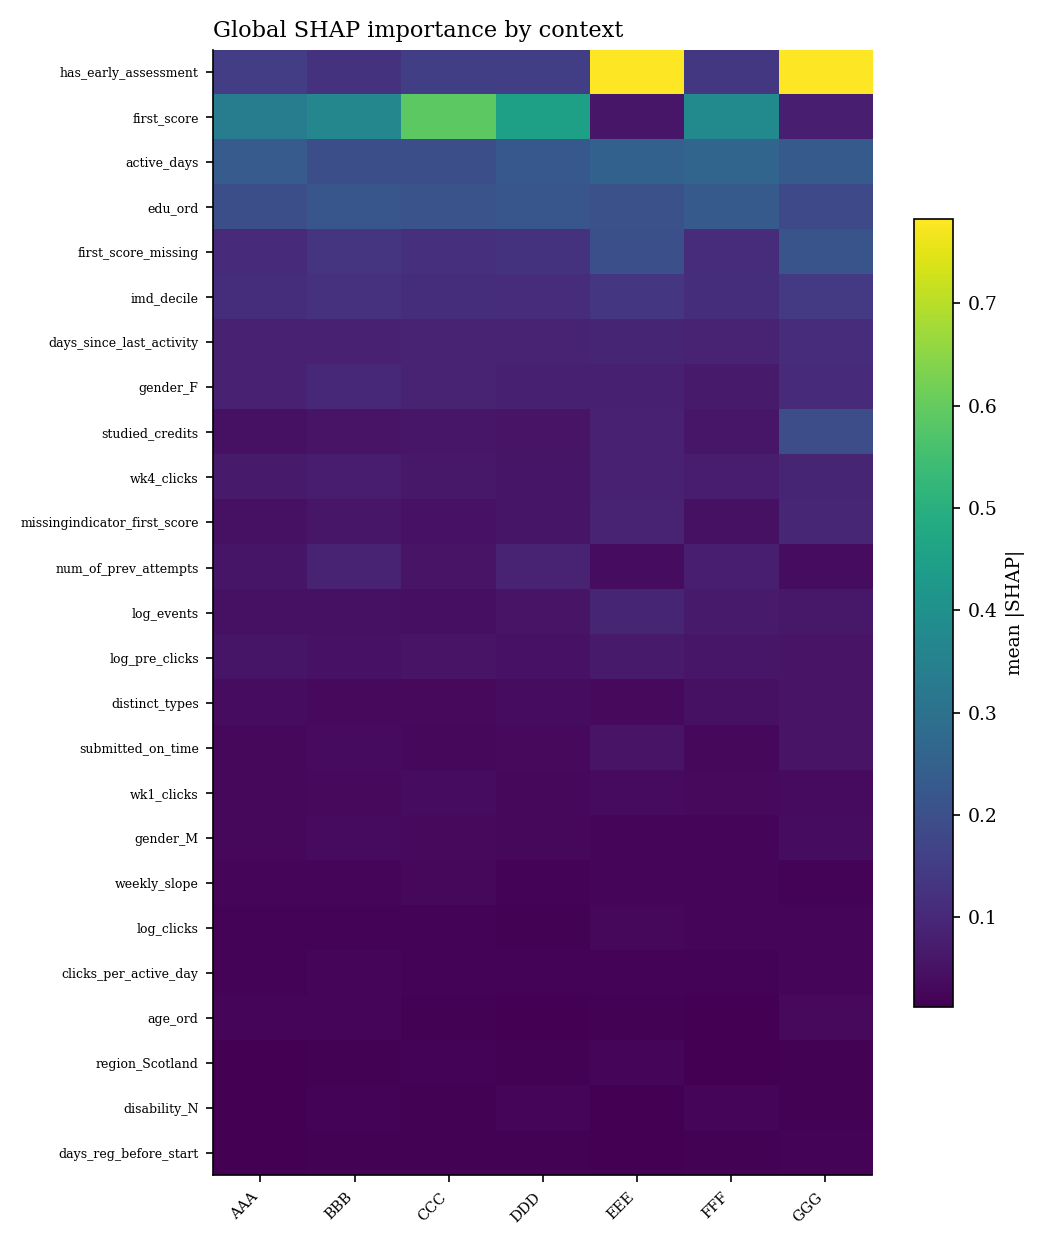 Global SHAP importance by context
has_early_assessment
first_score
active_days
edu_ord
first_score_missing
imd_decile
days_since_last_activity
gender_F
studied_credits
wk4_clicks
missingindicator_first_score
num_of_prev_attempts
log_events
log_pre_clicks
distinct_types
submitted_on_time
wk1_clicks
gender_M
weekly_slope
log_clicks
clicks_per_active_day
age_ord
region_Scotland
disability_N
days_reg_before_start
AAA
BBB
CCC
DDD
EEE
FFF
GGG
0.7
0.6
0.5
0.4
0.3
0.2
0.1
mean |SHAP|